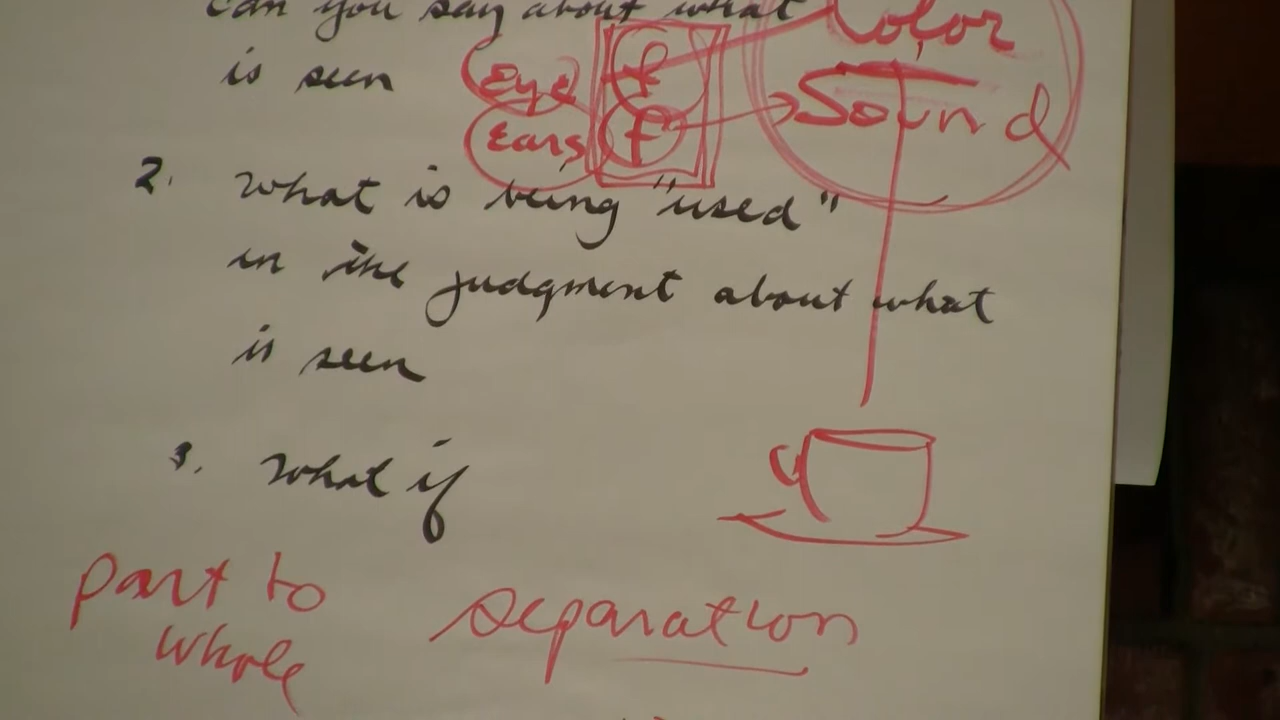 can you say about what
is seen
eye f Color
Ears f Sound
2. What is being "used"
in the judgment about what
is seen
3. What if
part to
whole
separation